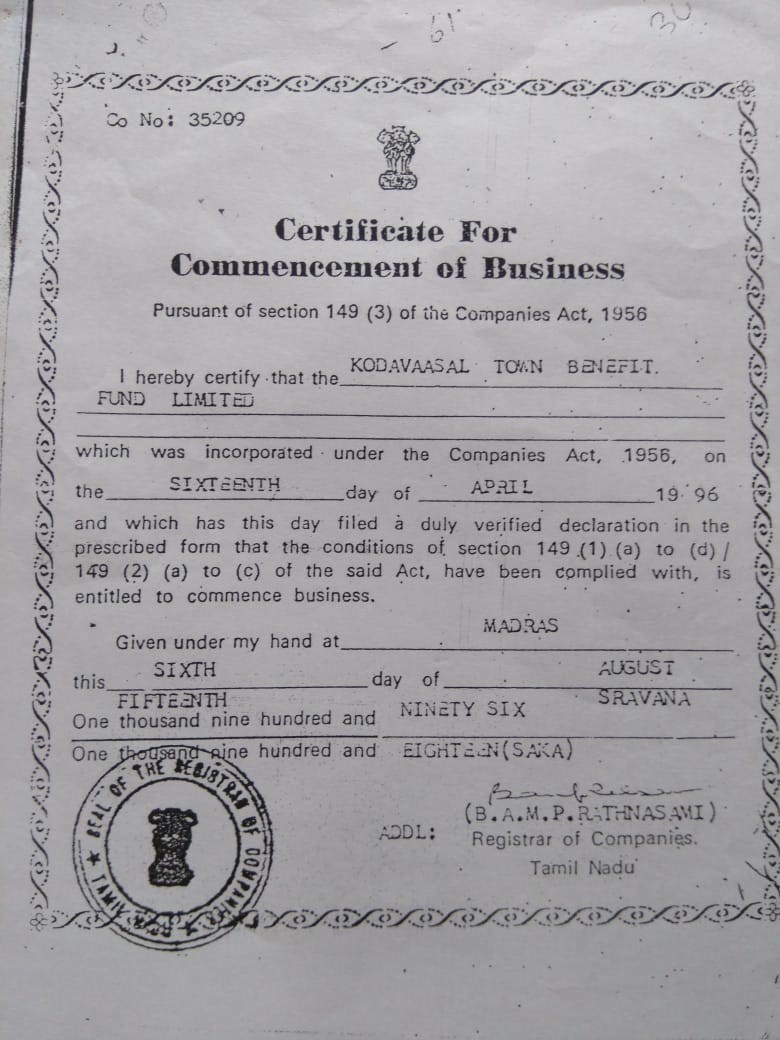 61
30
Co No: 35209
Certificate For
Commencement of Business
Pursuant of section 149 (3) of the Companies Act, 1956
I hereby certify that the KODAVAASAL TOWN BENEFIT.
FUND LIMITED
which was incorporated under the Companies Act, 1956, on
the SIXTEENTH day of APRIL 19 96
and which has this day filed a duly verified declaration in the
prescribed form that the conditions of section 149 (1) (a) to (d) /
149 (2) (a) to (c) of the said Act, have been complied with, is
entitled to commence business.
Given under my hand at MADRAS
this SIXTH day of AUGUST
FIFTEENTH SRAVANA
One thousand nine hundred and NINETY SIX
One thousand nine hundred and EIGHTEEN(SAKA)
SEAL OF THE REGISTRAR OF COMPANIES
TAMIL
(B.A.M.P.RATHNASAMI)
ADDL: Registrar of Companies.
Tamil Nadu